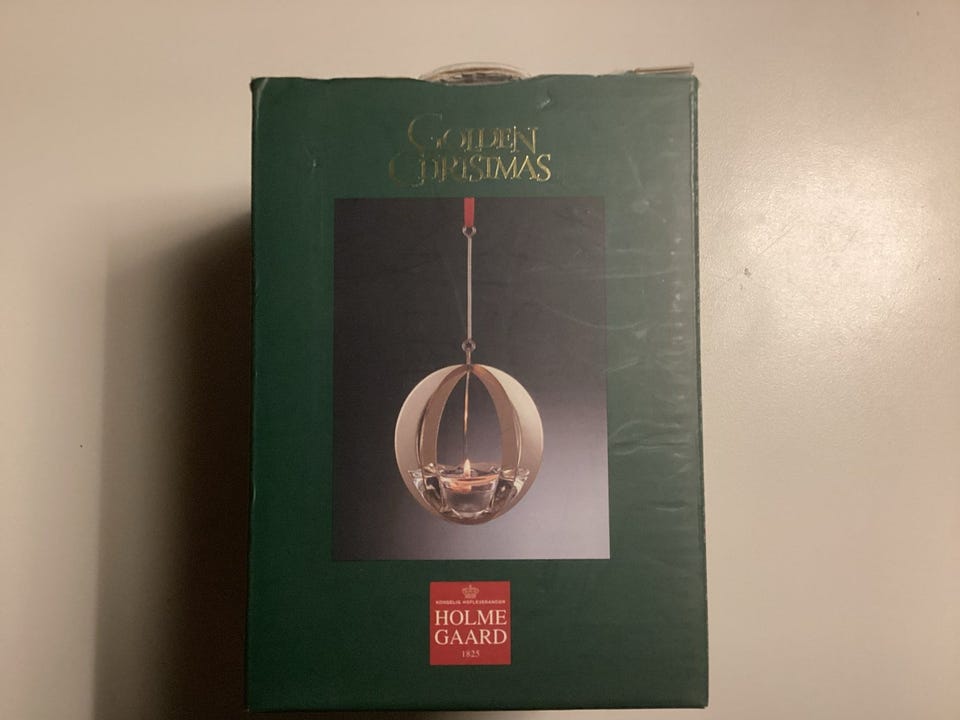 GOLDEN
CHRISTMAS
KONGELIG HOFLEVERANDØR
HOLME
GAARD
1825